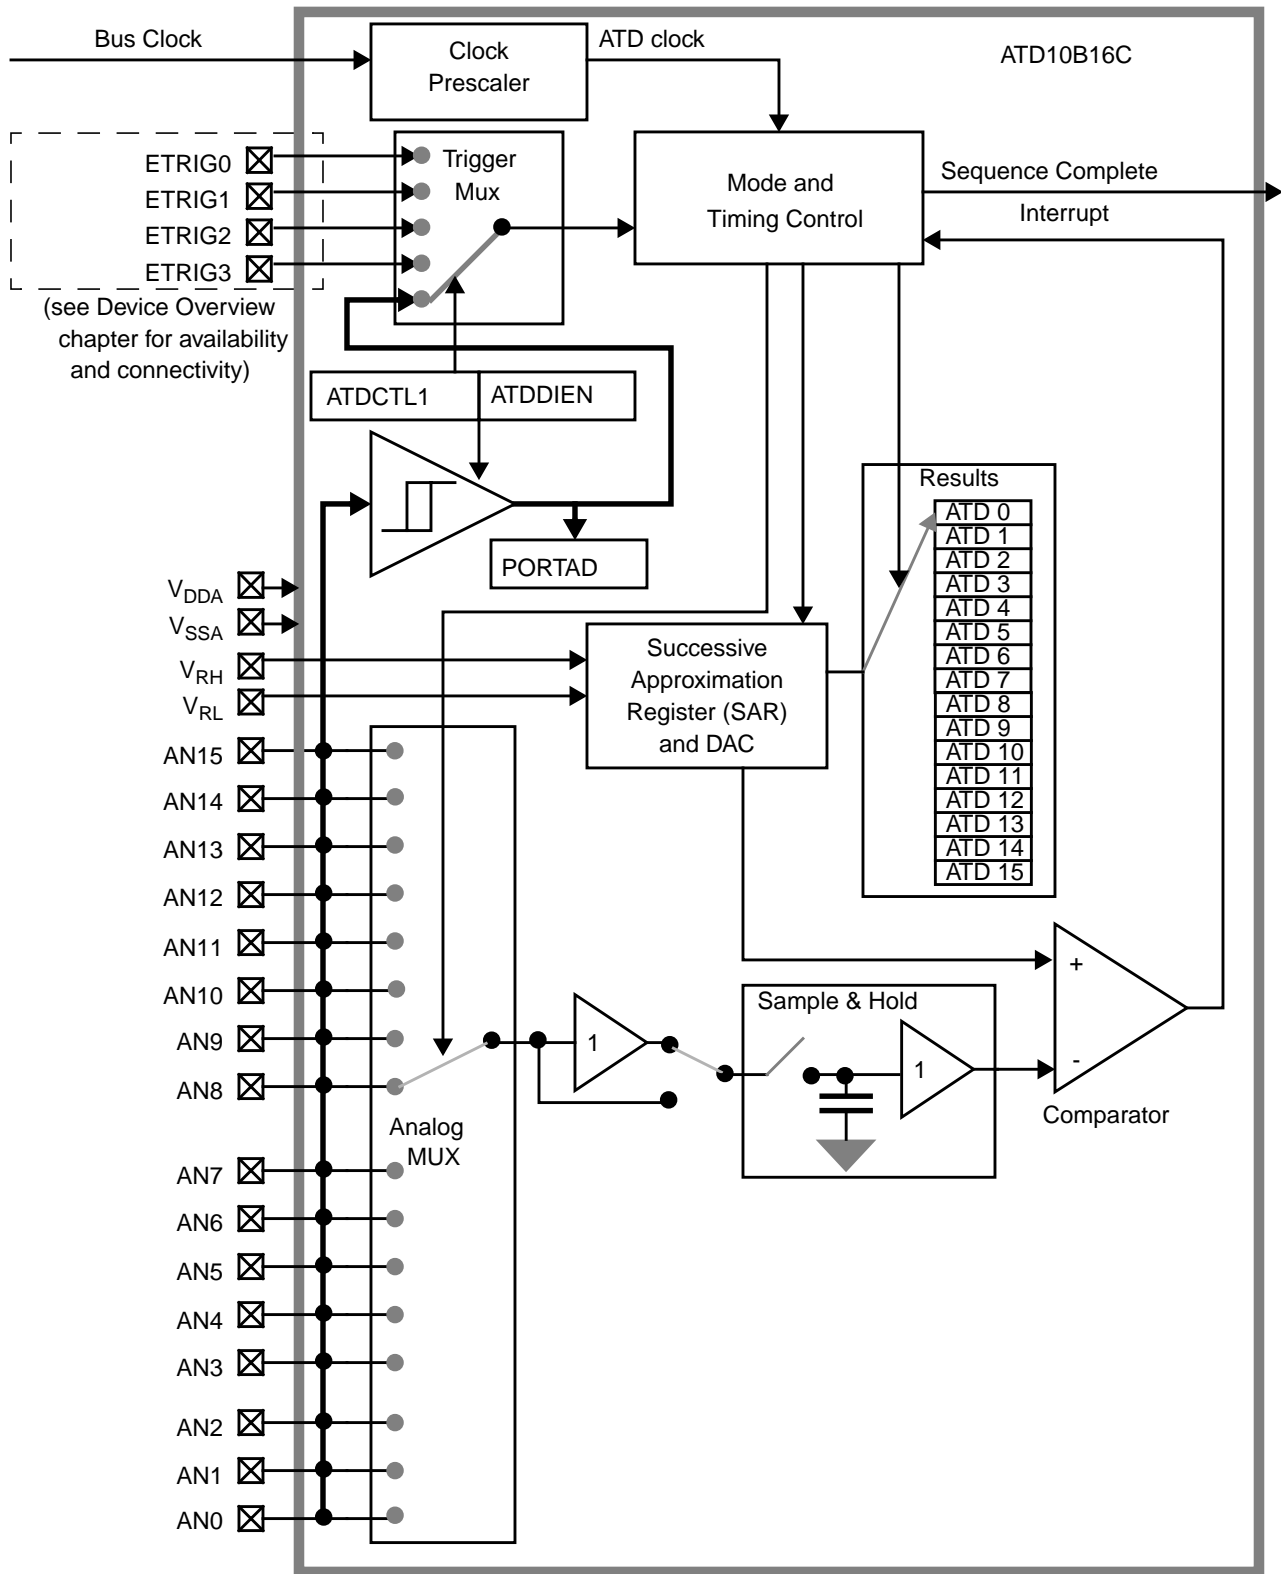 Bus Clock
ATD clock
ATD10B16C
Clock
Prescaler
ETRIG0
ETRIG1
ETRIG2
ETRIG3
(see Device Overview
chapter for availability
and connectivity)
Trigger
Mux
Mode and
Timing Control
Sequence Complete
Interrupt
ATDCTL1
ATDDIEN
PORTAD
Results
ATD 0
ATD 1
ATD 2
ATD 3
ATD 4
ATD 5
ATD 6
ATD 7
ATD 8
ATD 9
ATD 10
ATD 11
ATD 12
ATD 13
ATD 14
ATD 15
VDDA
VSSA
VRH
VRL
Successive
Approximation
Register (SAR)
and DAC
AN15
AN14
AN13
AN12
AN11
AN10
AN9
AN8
AN7
AN6
AN5
AN4
AN3
AN2
AN1
AN0
Analog
MUX
1
Sample & Hold
1
+
-
Comparator